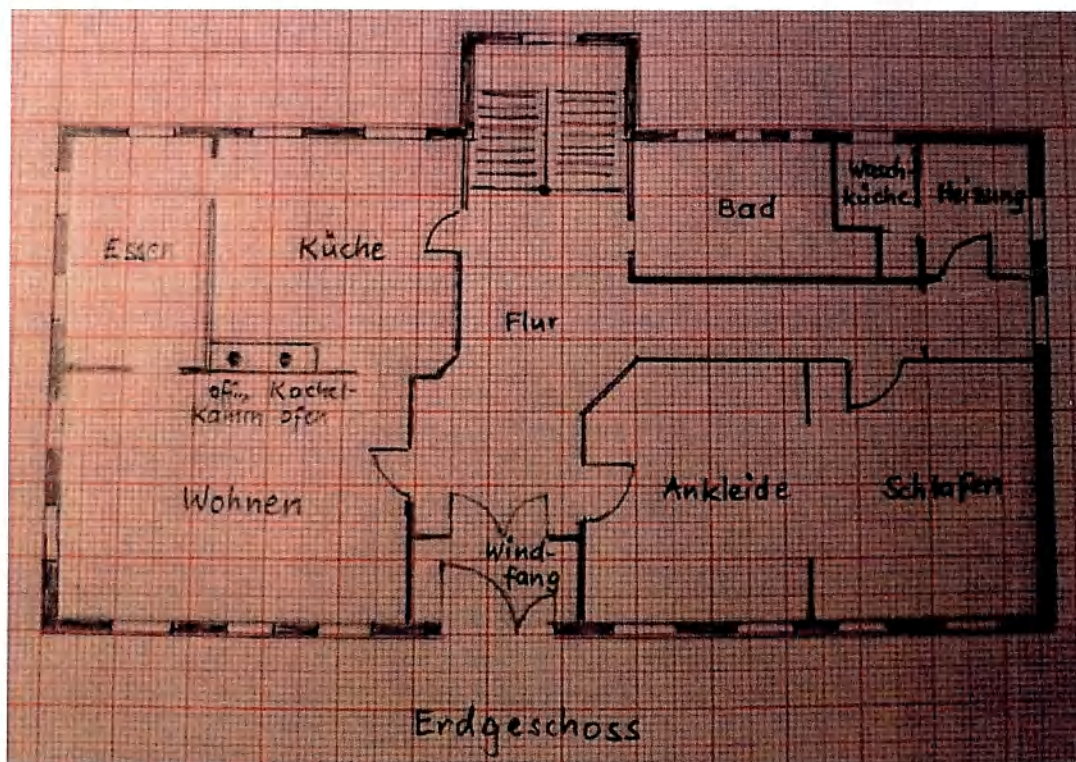 Wasch-
küche
Heizung
Bad
Essen
Küche
Flur
off., Kachel-
Kamin ofen
Ankleide
Schlafen
Wohnen
Wind-
fang
Erdgeschoss